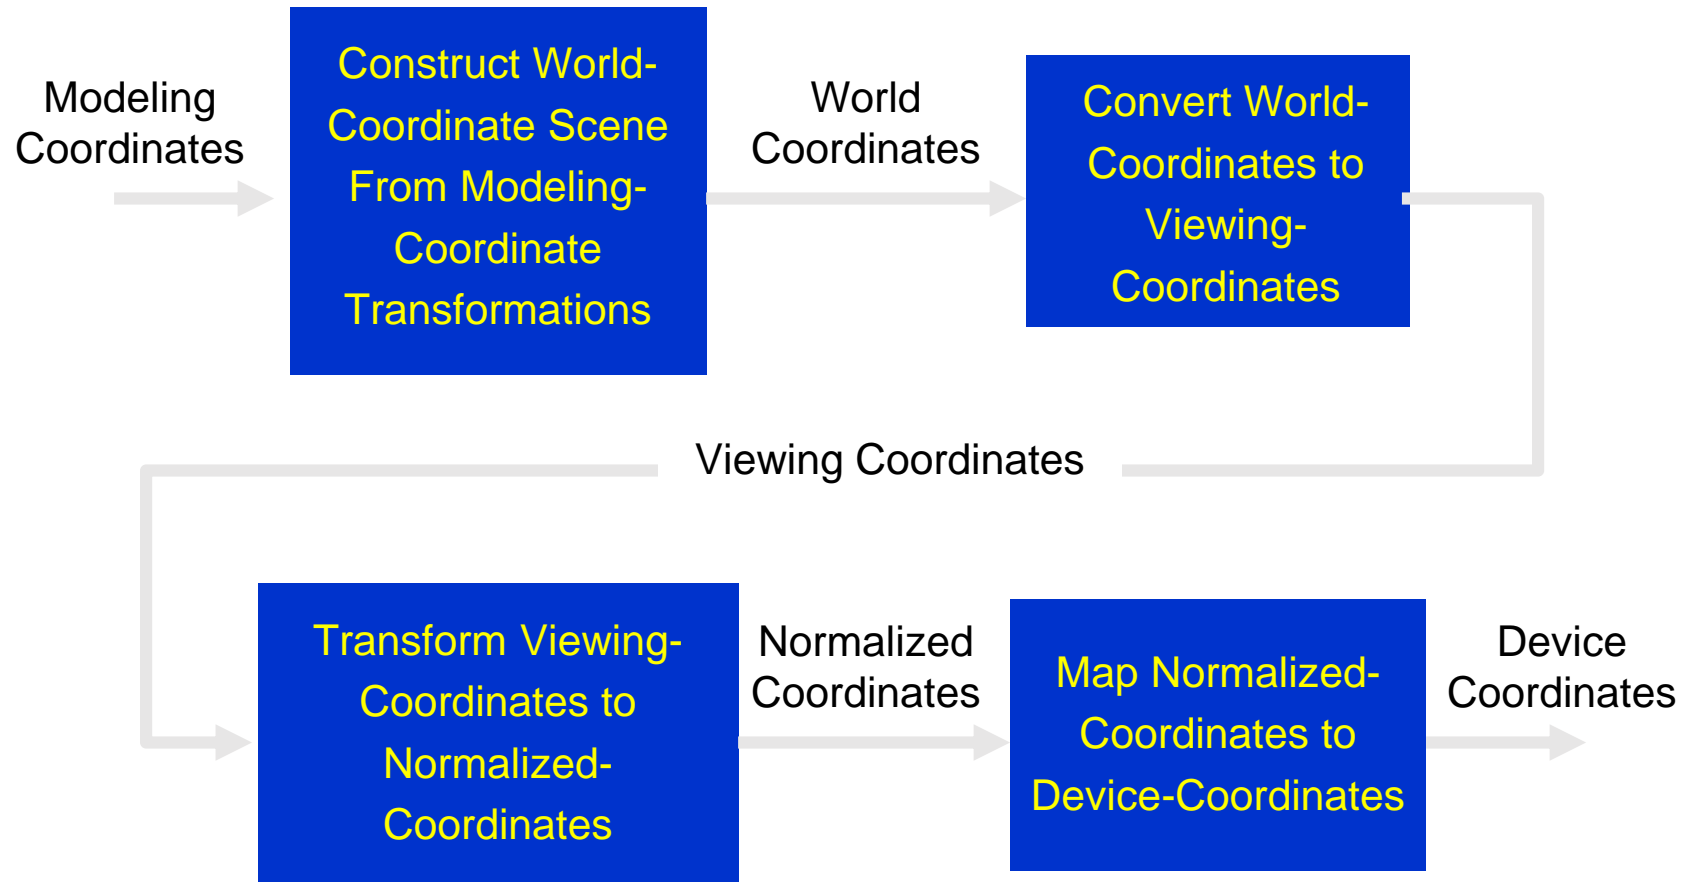 Modeling
Coordinates
Construct World-
Coordinate Scene
From Modeling-
Coordinate
Transformations
World
Coordinates
Convert World-
Coordinates to
Viewing-
Coordinates
Viewing Coordinates
Transform Viewing-
Coordinates to
Normalized-
Coordinates
Normalized
Coordinates
Map Normalized-
Coordinates to
Device-Coordinates
Device
Coordinates